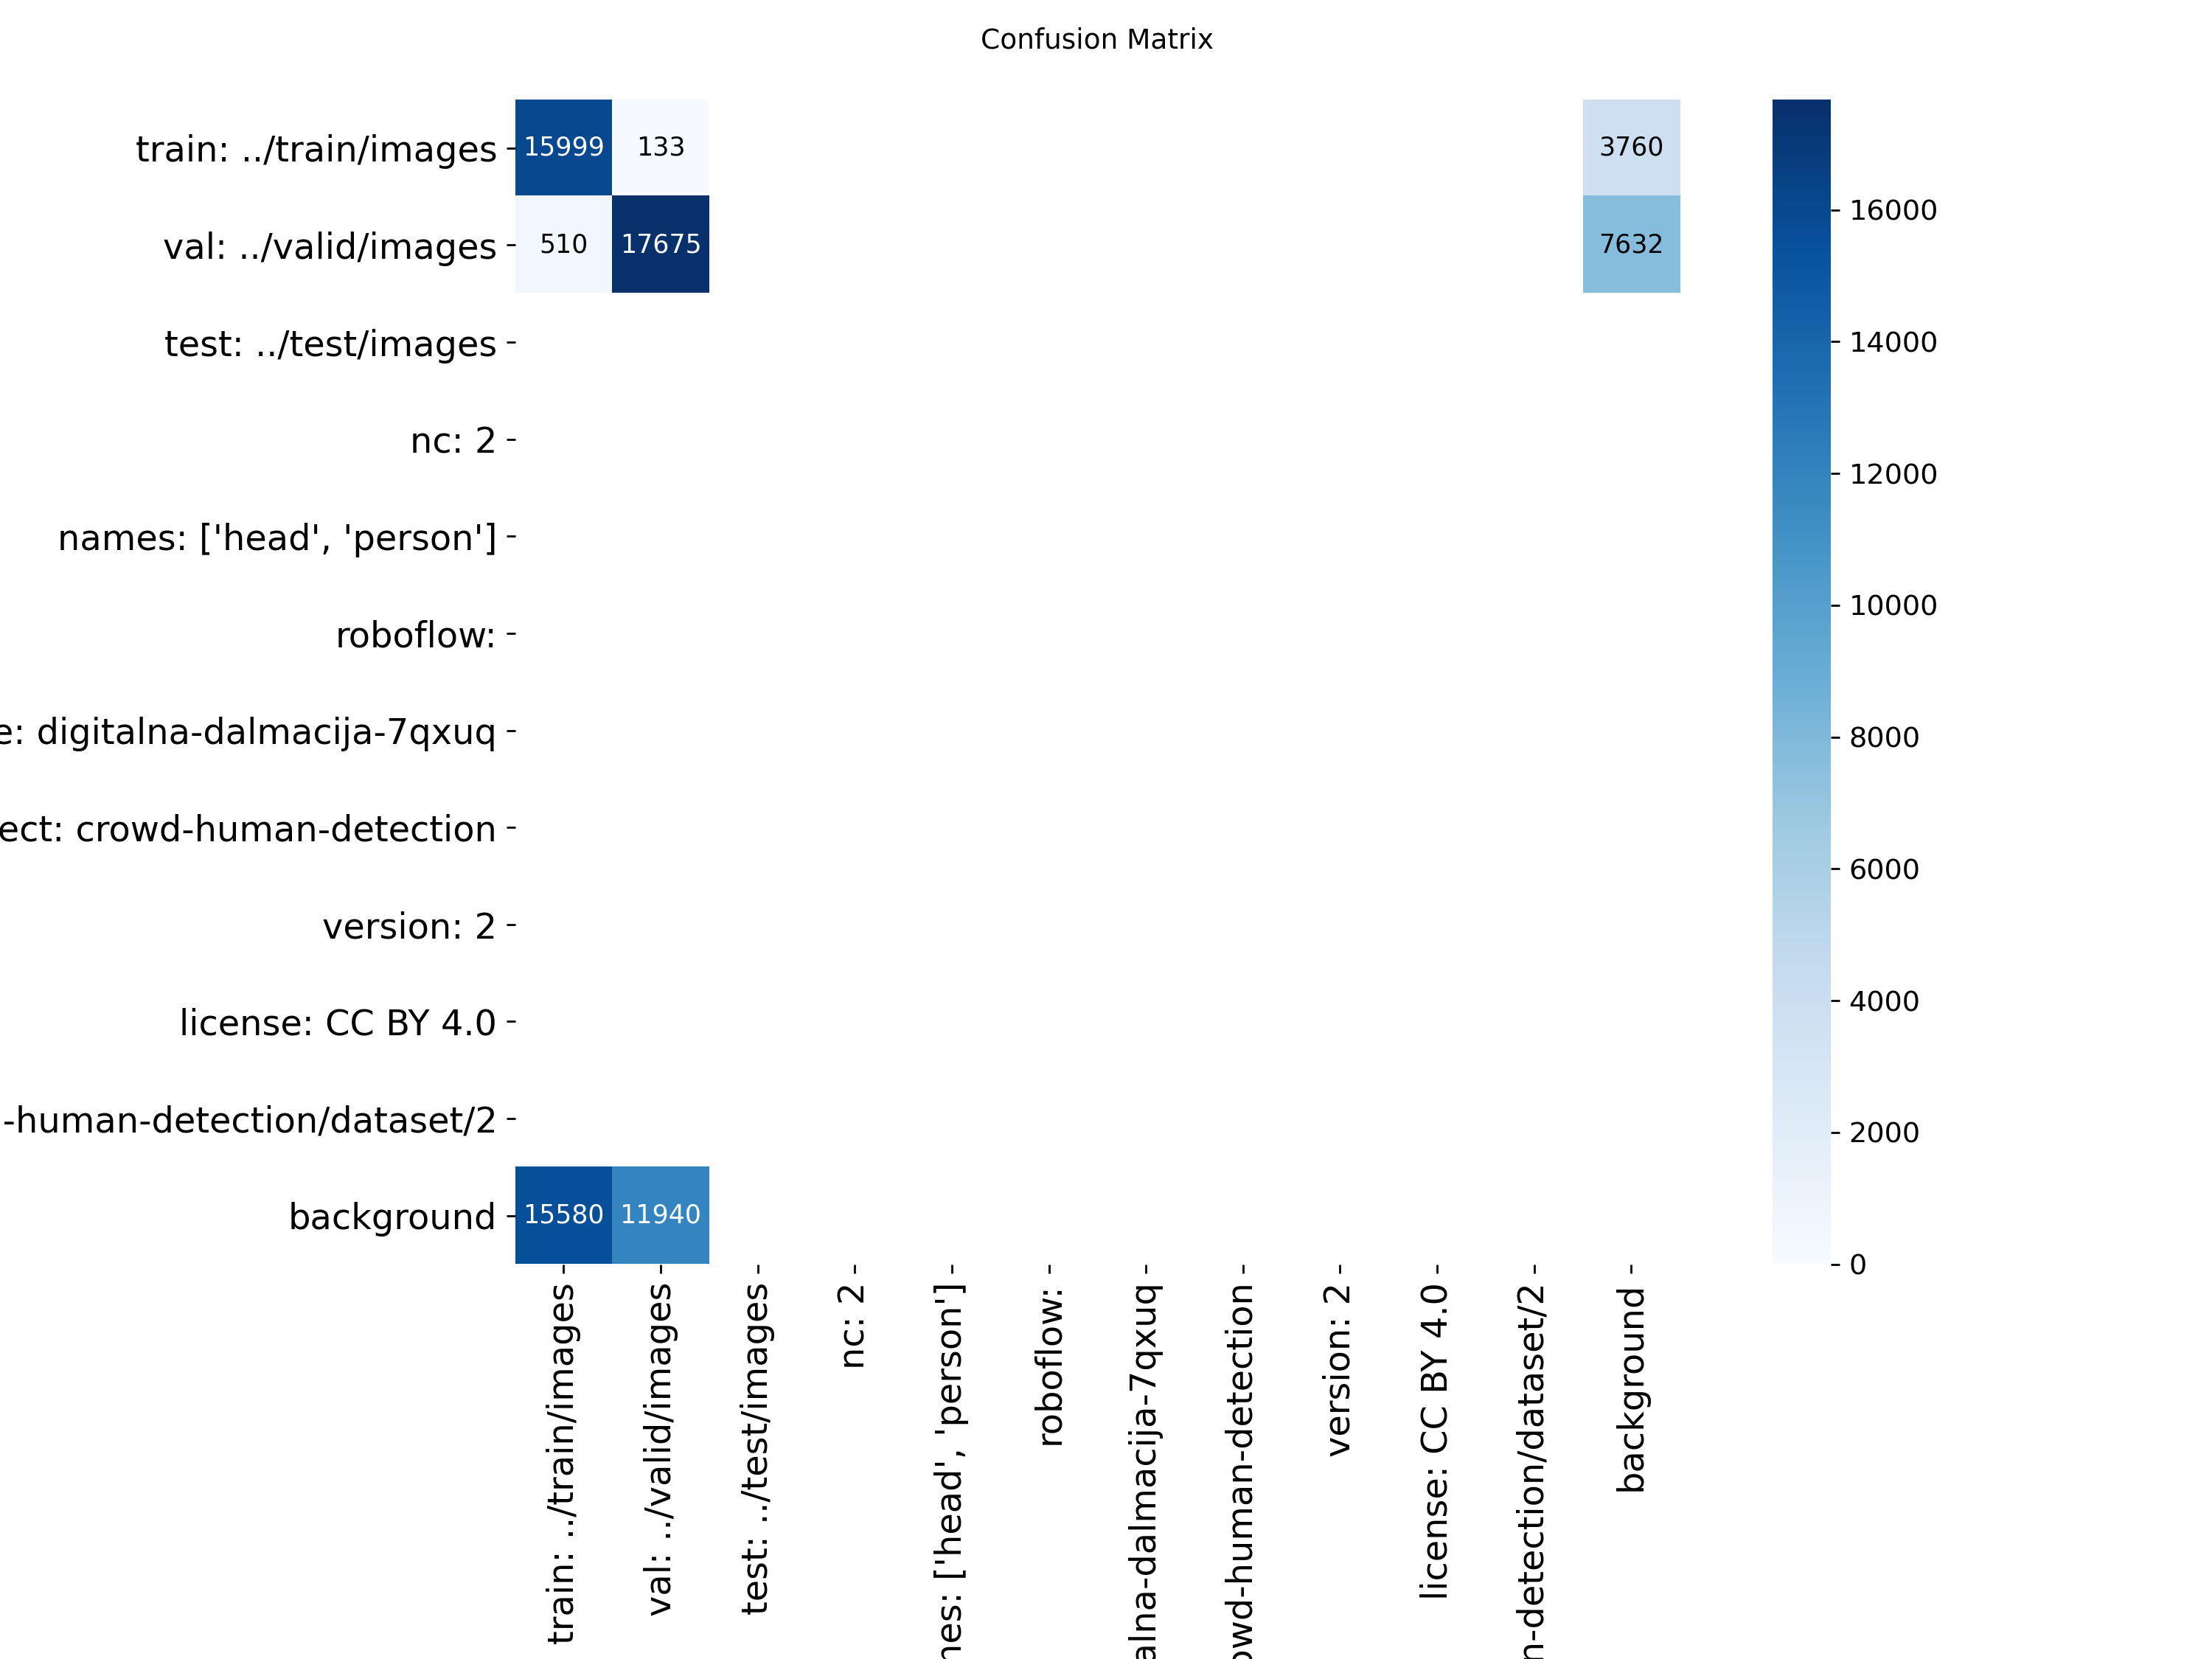 Confusion Matrix
train: ../train/images
15999
133
3760
16000
val: ../valid/images
510
17675
7632
test: ../test/images
14000
nc: 2
12000
names: ['head', 'person']
roboflow:
10000
e: digitalna-dalmacija-7qxuq
8000
ect: crowd-human-detection
6000
version: 2
license: CC BY 4.0
4000
-human-detection/dataset/2
2000
background
15580
11940
0
train: ../train/images
val: ../valid/images
test: ../test/images
nc: 2
nes: ['head', 'person']
roboflow:
alna-dalmacija-7qxuq
owd-human-detection
version: 2
license: CC BY 4.0
n-detection/dataset/2
background